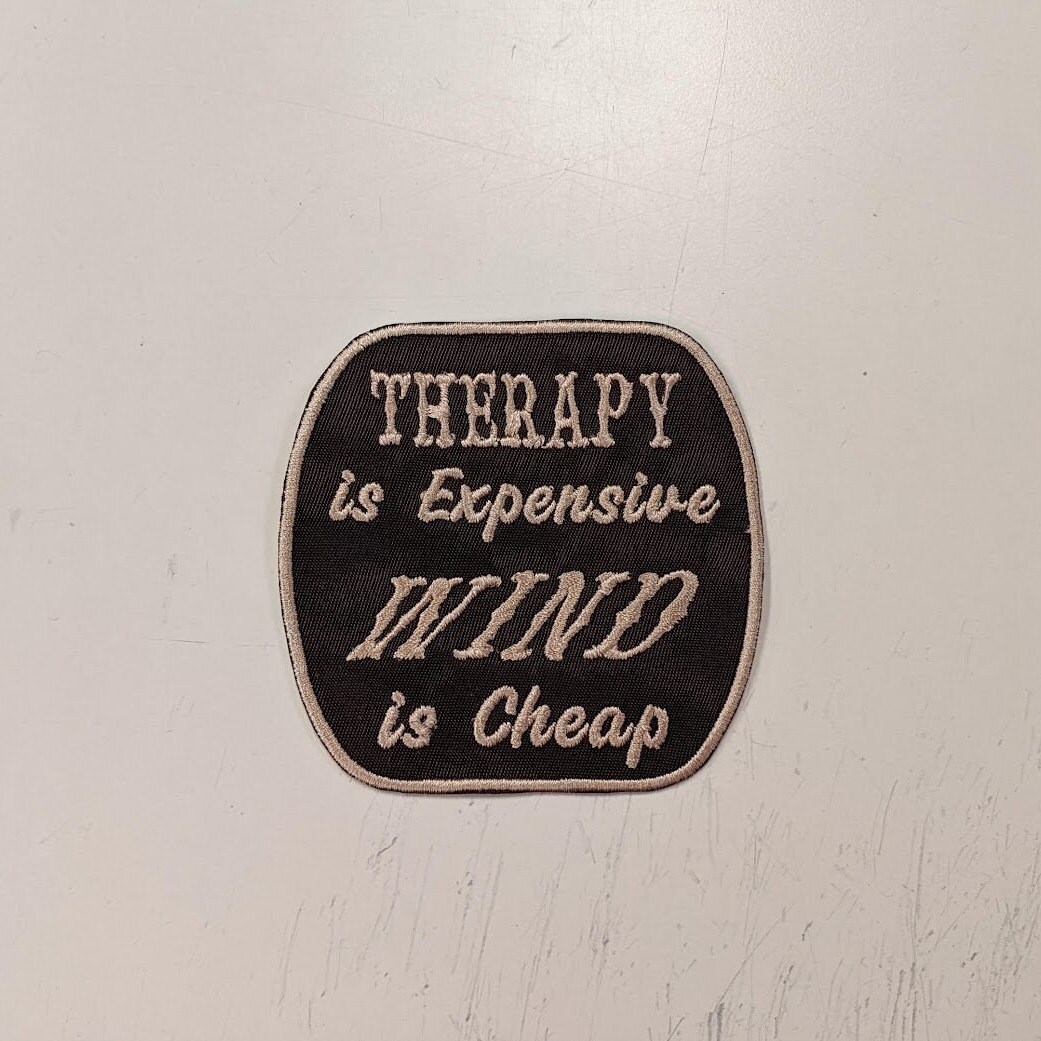 THERAPY
is Expensive
WIND
is Cheap